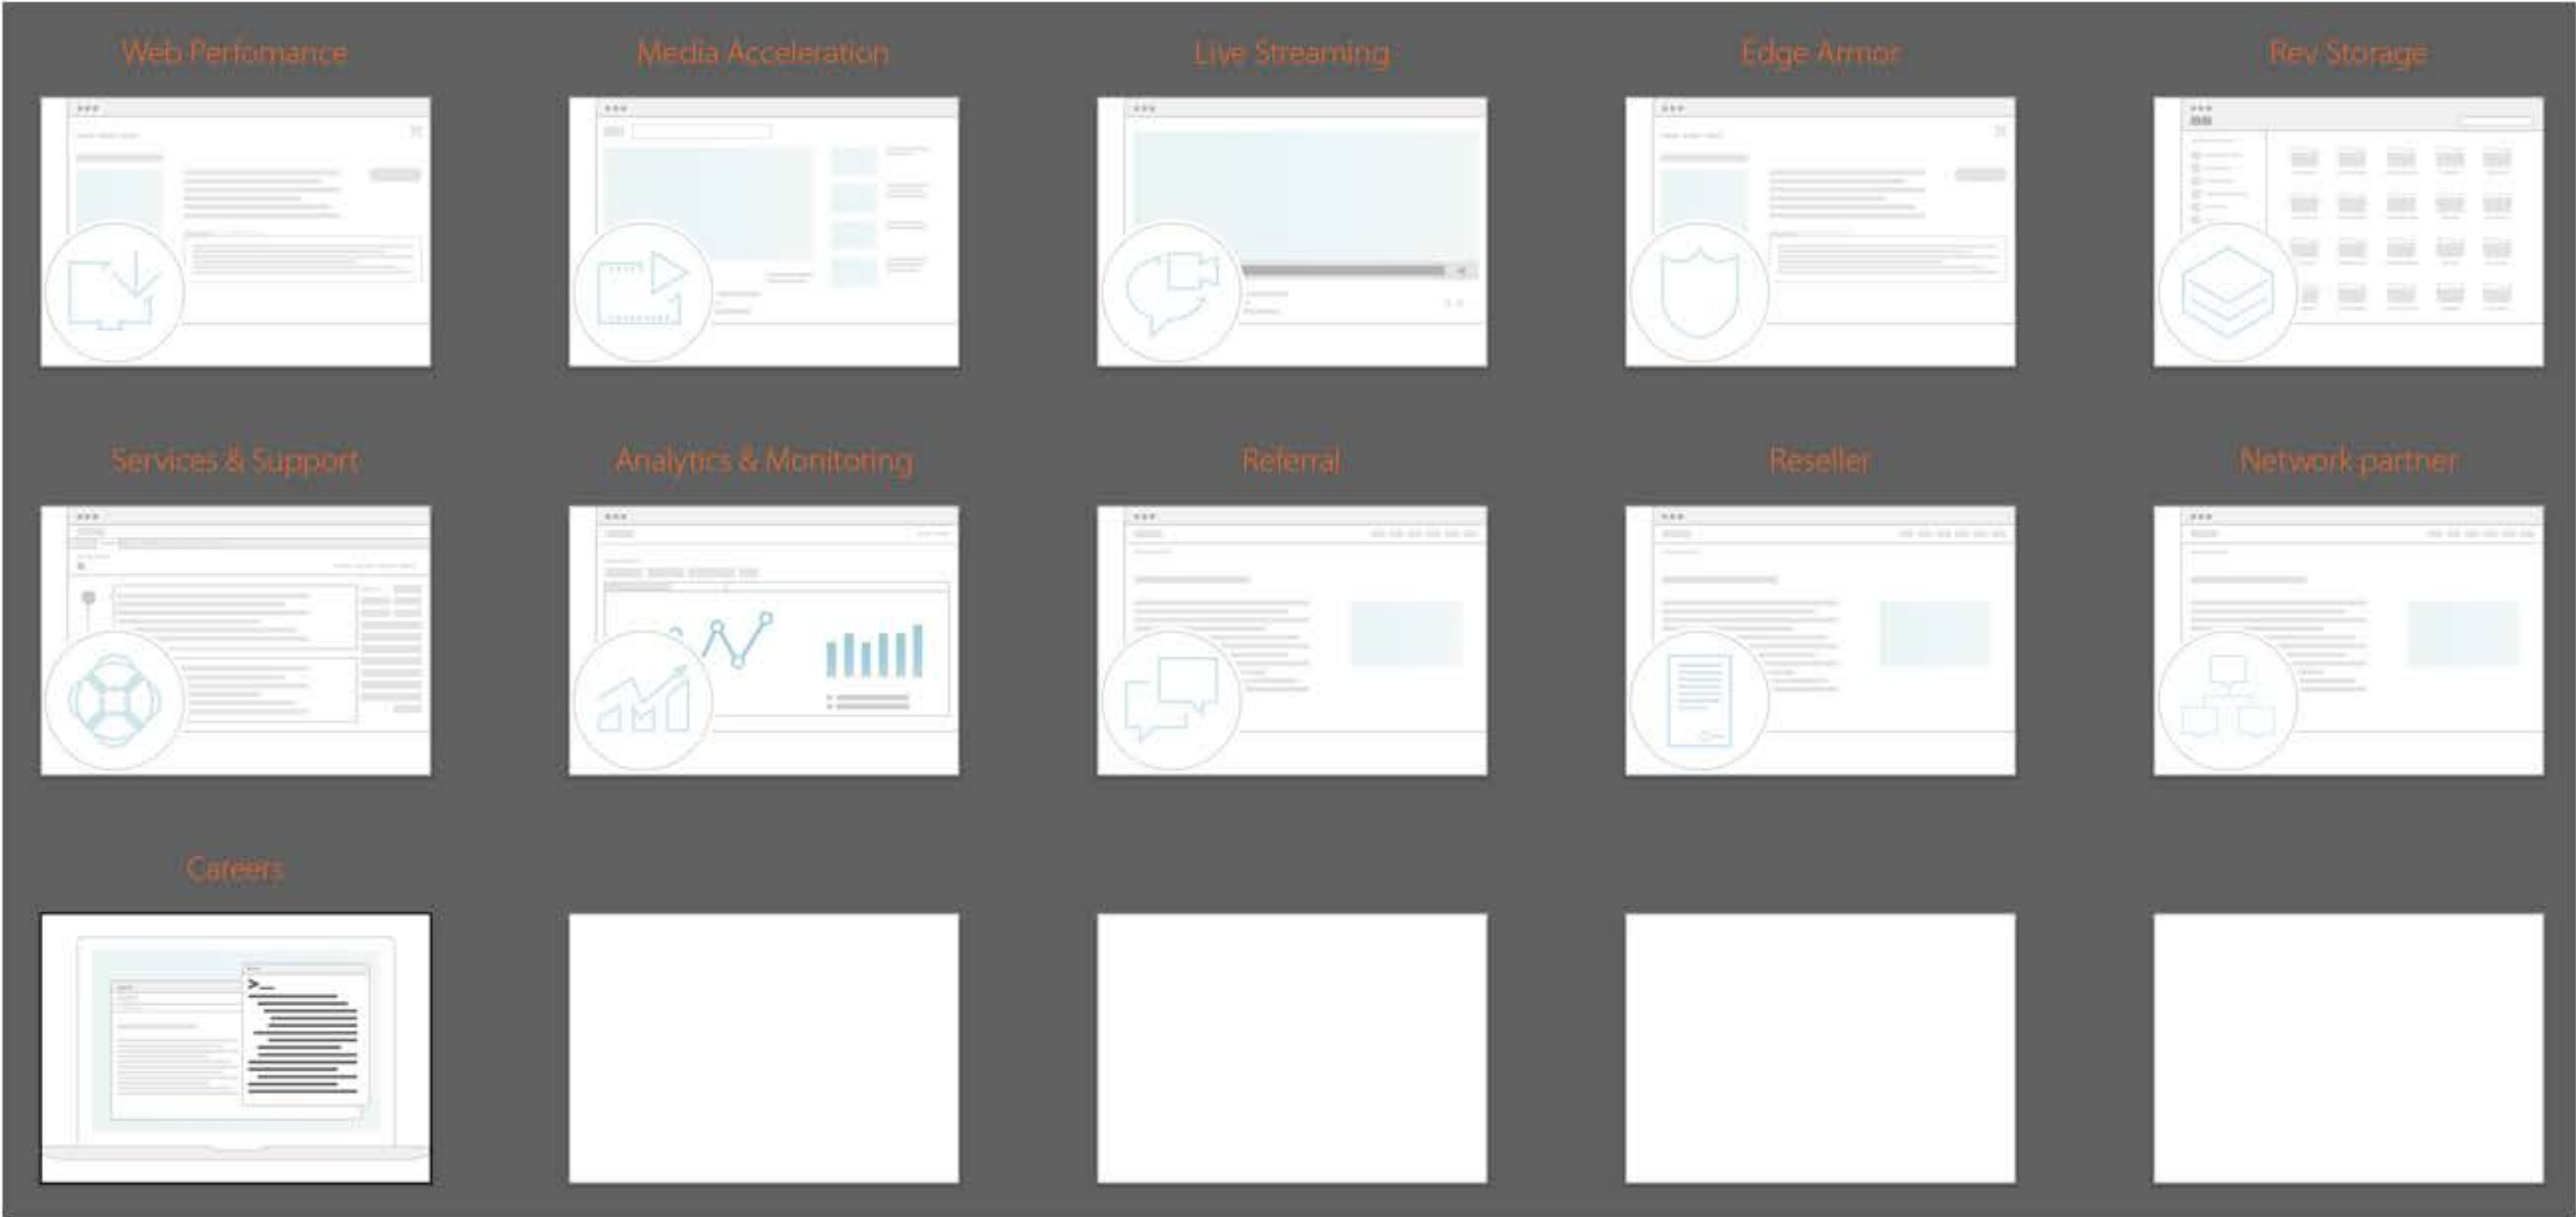 Web Perfomance
Media Acceleration
Live Streaming
Edge Armor
Rev Storage
Services & Support
Analytics & Monitoring
Referral
Reseller
Network partner
Careers
>_